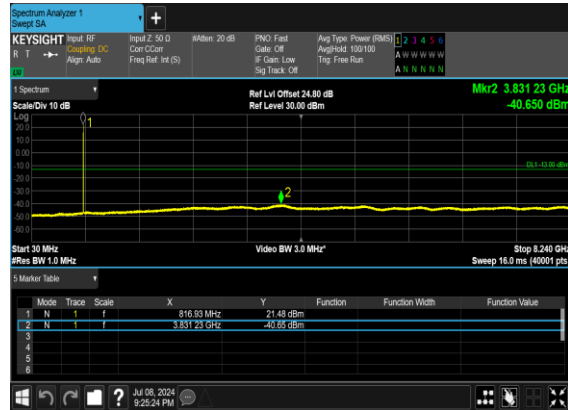 Spectrum Analyzer 1
Swept SA
+
KEYSIGHT Input: RF Input Z: 50 Ω #Atten: 20 dB PNO: Fast Avg Type: Power (RMS) 1 2 3 4 5 6
R T Coupling: DC Corr CCorr Gate: Off Avg|Hold: 100/100 A W W W W W
Align: Auto Freq Ref: Int (S) IF Gain: Low Trig: Free Run
Sig Track: Off A N N N N N
1 Spectrum Ref Lvl Offset 24.80 dB Mkr2 3.831 23 GHz
Scale/Div 10 dB Ref Level 30.00 dBm -40.650 dBm
Log
20.0 1
10.0
0.00
-10.0 DL1 -13.00 dBm
-20.0
-30.0 2
-40.0
-50.0
-60.0
Start 30 MHz Video BW 3.0 MHz* Stop 8.240 GHz
#Res BW 1.0 MHz Sweep 16.0 ms (40001 pts)
5 Marker Table
Mode Trace Scale X Y Function Function Width Function Value
1 N 1 f 816.93 MHz 21.48 dBm
2 N 1 f 3.831 23 GHz -40.65 dBm
3
4
5
6
? Jul 08, 2024
9:25:24 PM